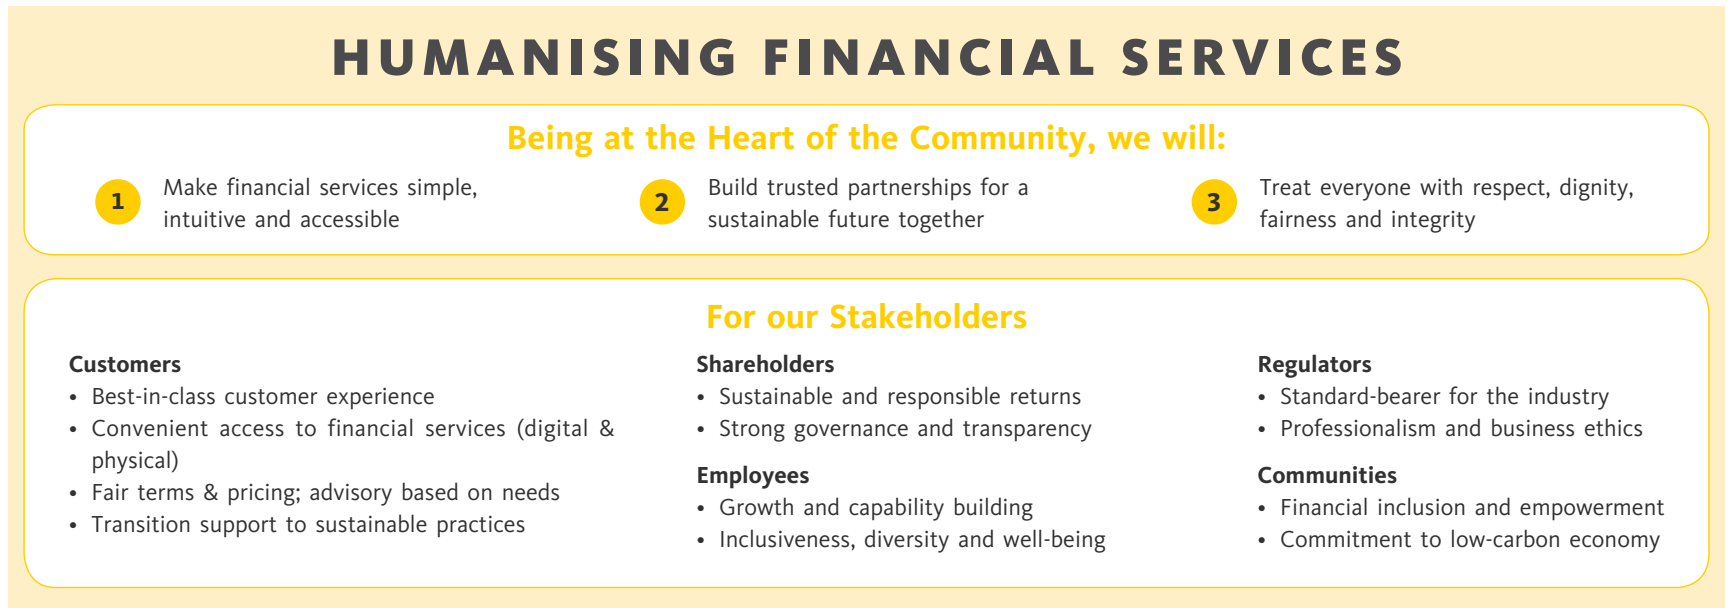 HUMANISING FINANCIAL SERVICES
Being at the Heart of the Community, we will:
1
Make financial services simple,
intuitive and accessible
2
Build trusted partnerships for a
sustainable future together
3
Treat everyone with respect, dignity,
fairness and integrity
For our Stakeholders
Customers
• Best-in-class customer experience
• Convenient access to financial services (digital &
physical)
• Fair terms & pricing; advisory based on needs
• Transition support to sustainable practices
Shareholders
• Sustainable and responsible returns
• Strong governance and transparency
Employees
• Growth and capability building
• Inclusiveness, diversity and well-being
Regulators
• Standard-bearer for the industry
• Professionalism and business ethics
Communities
• Financial inclusion and empowerment
• Commitment to low-carbon economy